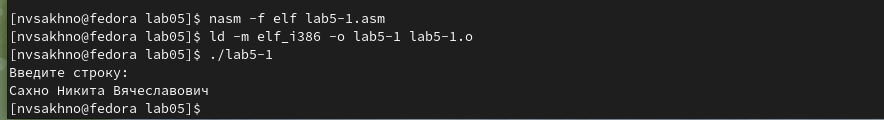 [nvsakhno@fedora lab05]$ nasm -f elf lab5-1.asm
[nvsakhno@fedora lab05]$ ld -m elf_i386 -o lab5-1 lab5-1.o
[nvsakhno@fedora lab05]$ ./lab5-1
Введите строку:
Сахно Никита Вячеславович
[nvsakhno@fedora lab05]$